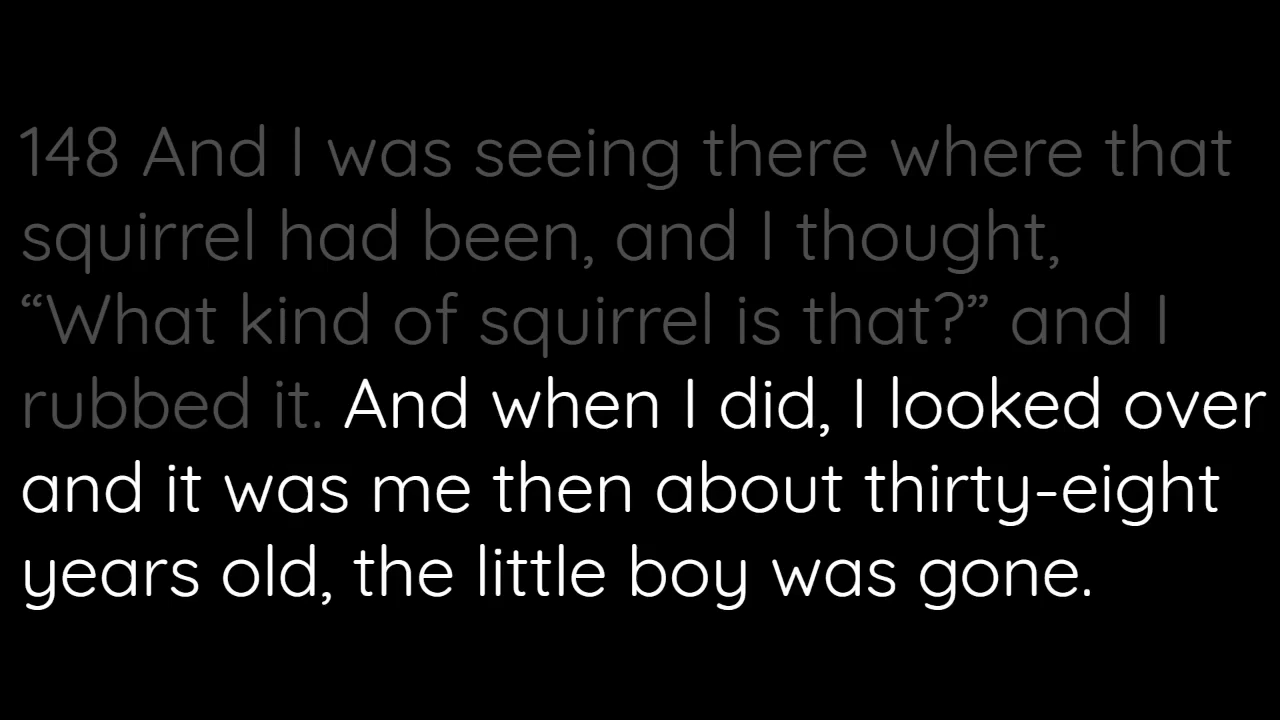 148 And I was seeing there where that
squirrel had been, and I thought,
“What kind of squirrel is that?” and I
rubbed it. And when I did, I looked over
and it was me then about thirty-eight
years old, the little boy was gone.